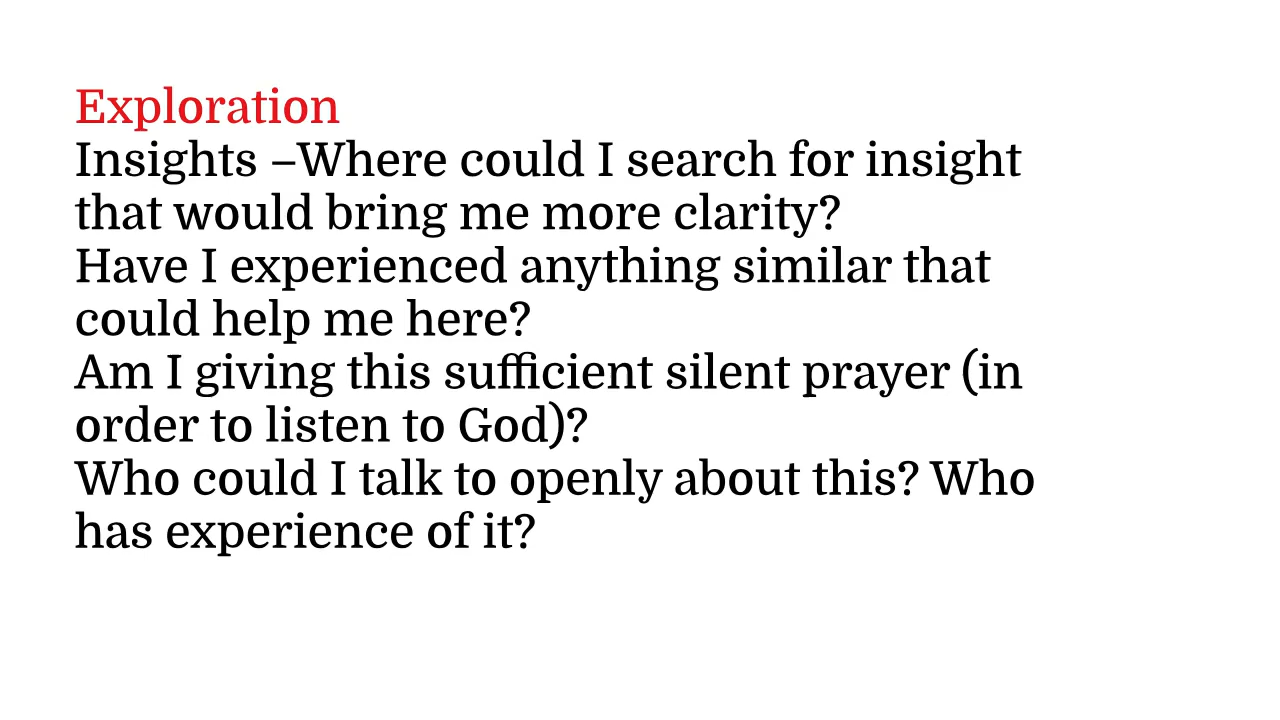 Exploration
Insights –Where could I search for insight
that would bring me more clarity?
Have I experienced anything similar that
could help me here?
Am I giving this sufficient silent prayer (in
order to listen to God)?
Who could I talk to openly about this? Who
has experience of it?